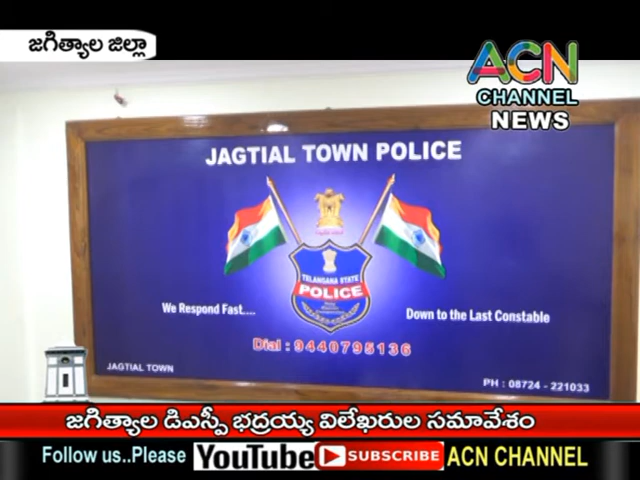 జగిత్యాల జిల్లా
ACN
CHANNEL
NEWS
JAGTIAL TOWN POLICE
TELANGANA STATE
POLICE
We Respond Fast....
Down to the Last Constable
Dial : 9440795136
JAGTIAL TOWN
PH : 08724 - 221033
జగిత్యాల డిఎస్పీ భద్రయ్య విలేఖరుల సమావేశం
Follow us..Please YouTube SUBSCRIBE ACN CHANNEL